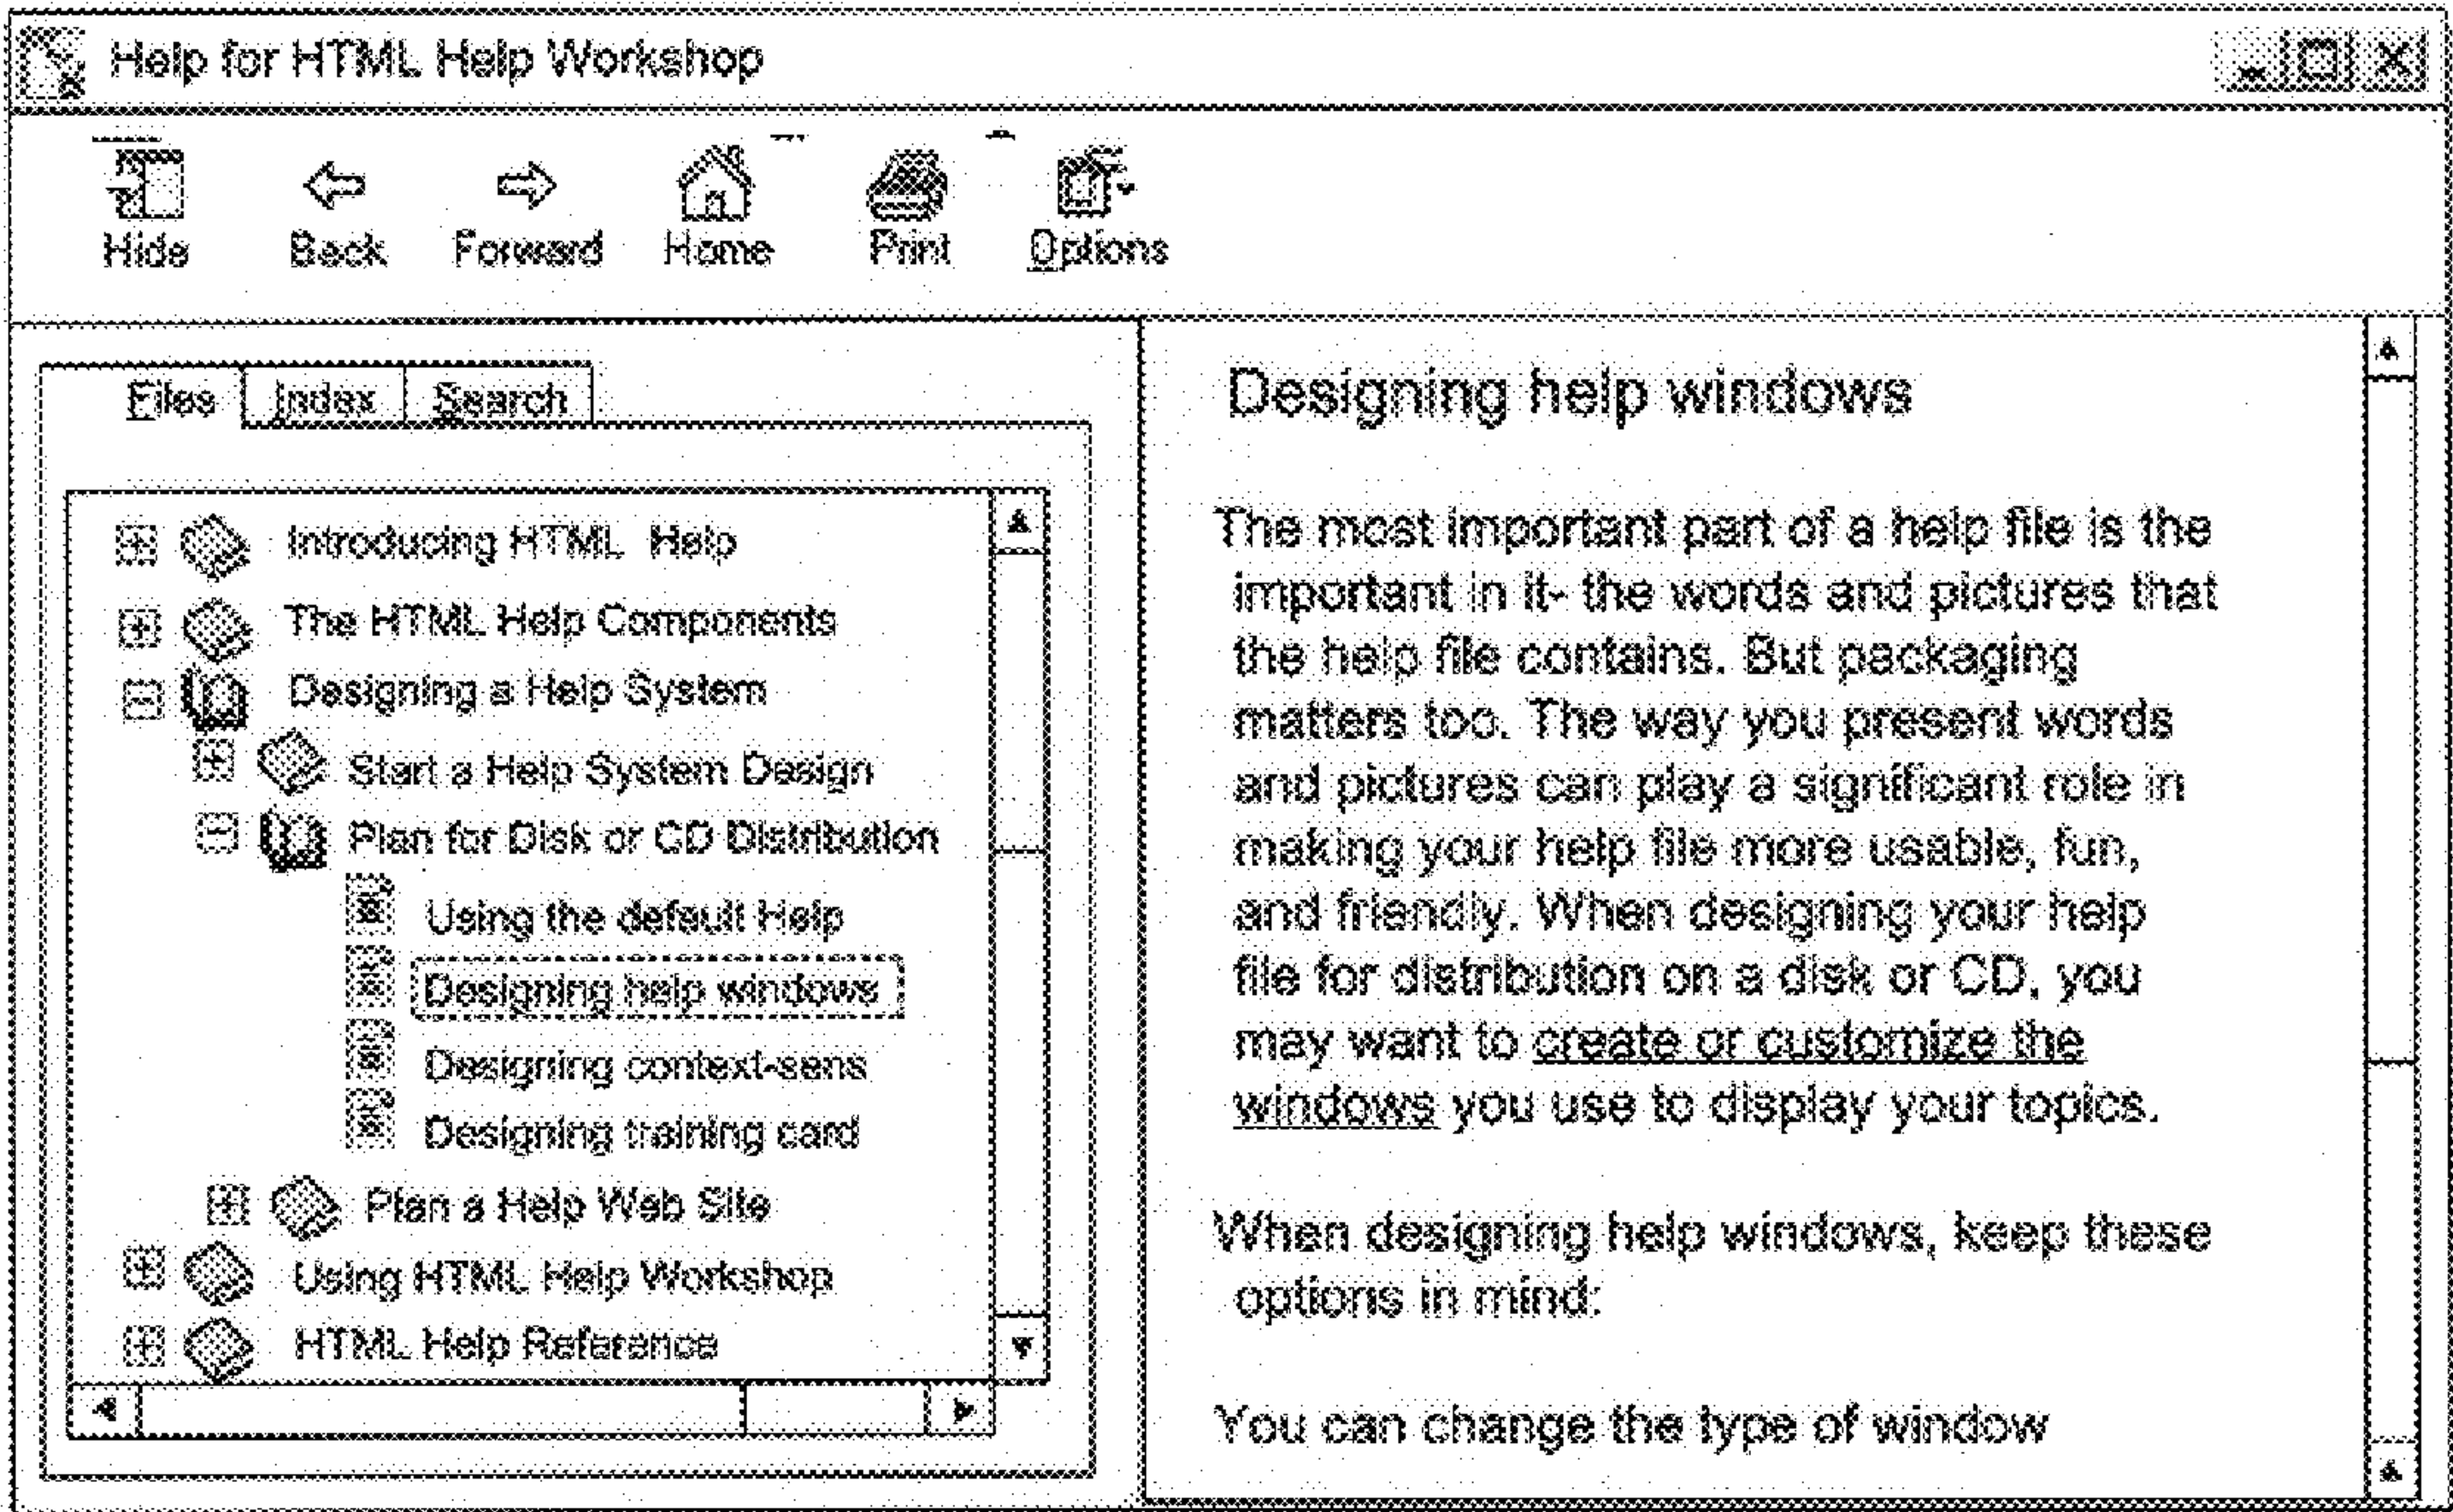 Help for HTML Help Workshop
Hide Back Forward Home Print Options
Files Index Search
Introducing HTML Help
The HTML Help Components
Designing a Help System
Start a Help System Design
Plan for Disk or CD Distribution
Using the default Help
Designing help windows
Designing context-sens
Designing training card
Plan a Help Web Site
Using HTML Help Workshop
HTML Help Reference
Designing help windows
The most important part of a help file is the
important in it- the words and pictures that
the help file contains. But packaging
matters too. The way you present words
and pictures can play a significant role in
making your help file more usable, fun,
and friendly. When designing your help
file for distribution on a disk or CD, you
may want to create or customize the
windows you use to display your topics.
When designing help windows, keep these
options in mind:
You can change the type of window